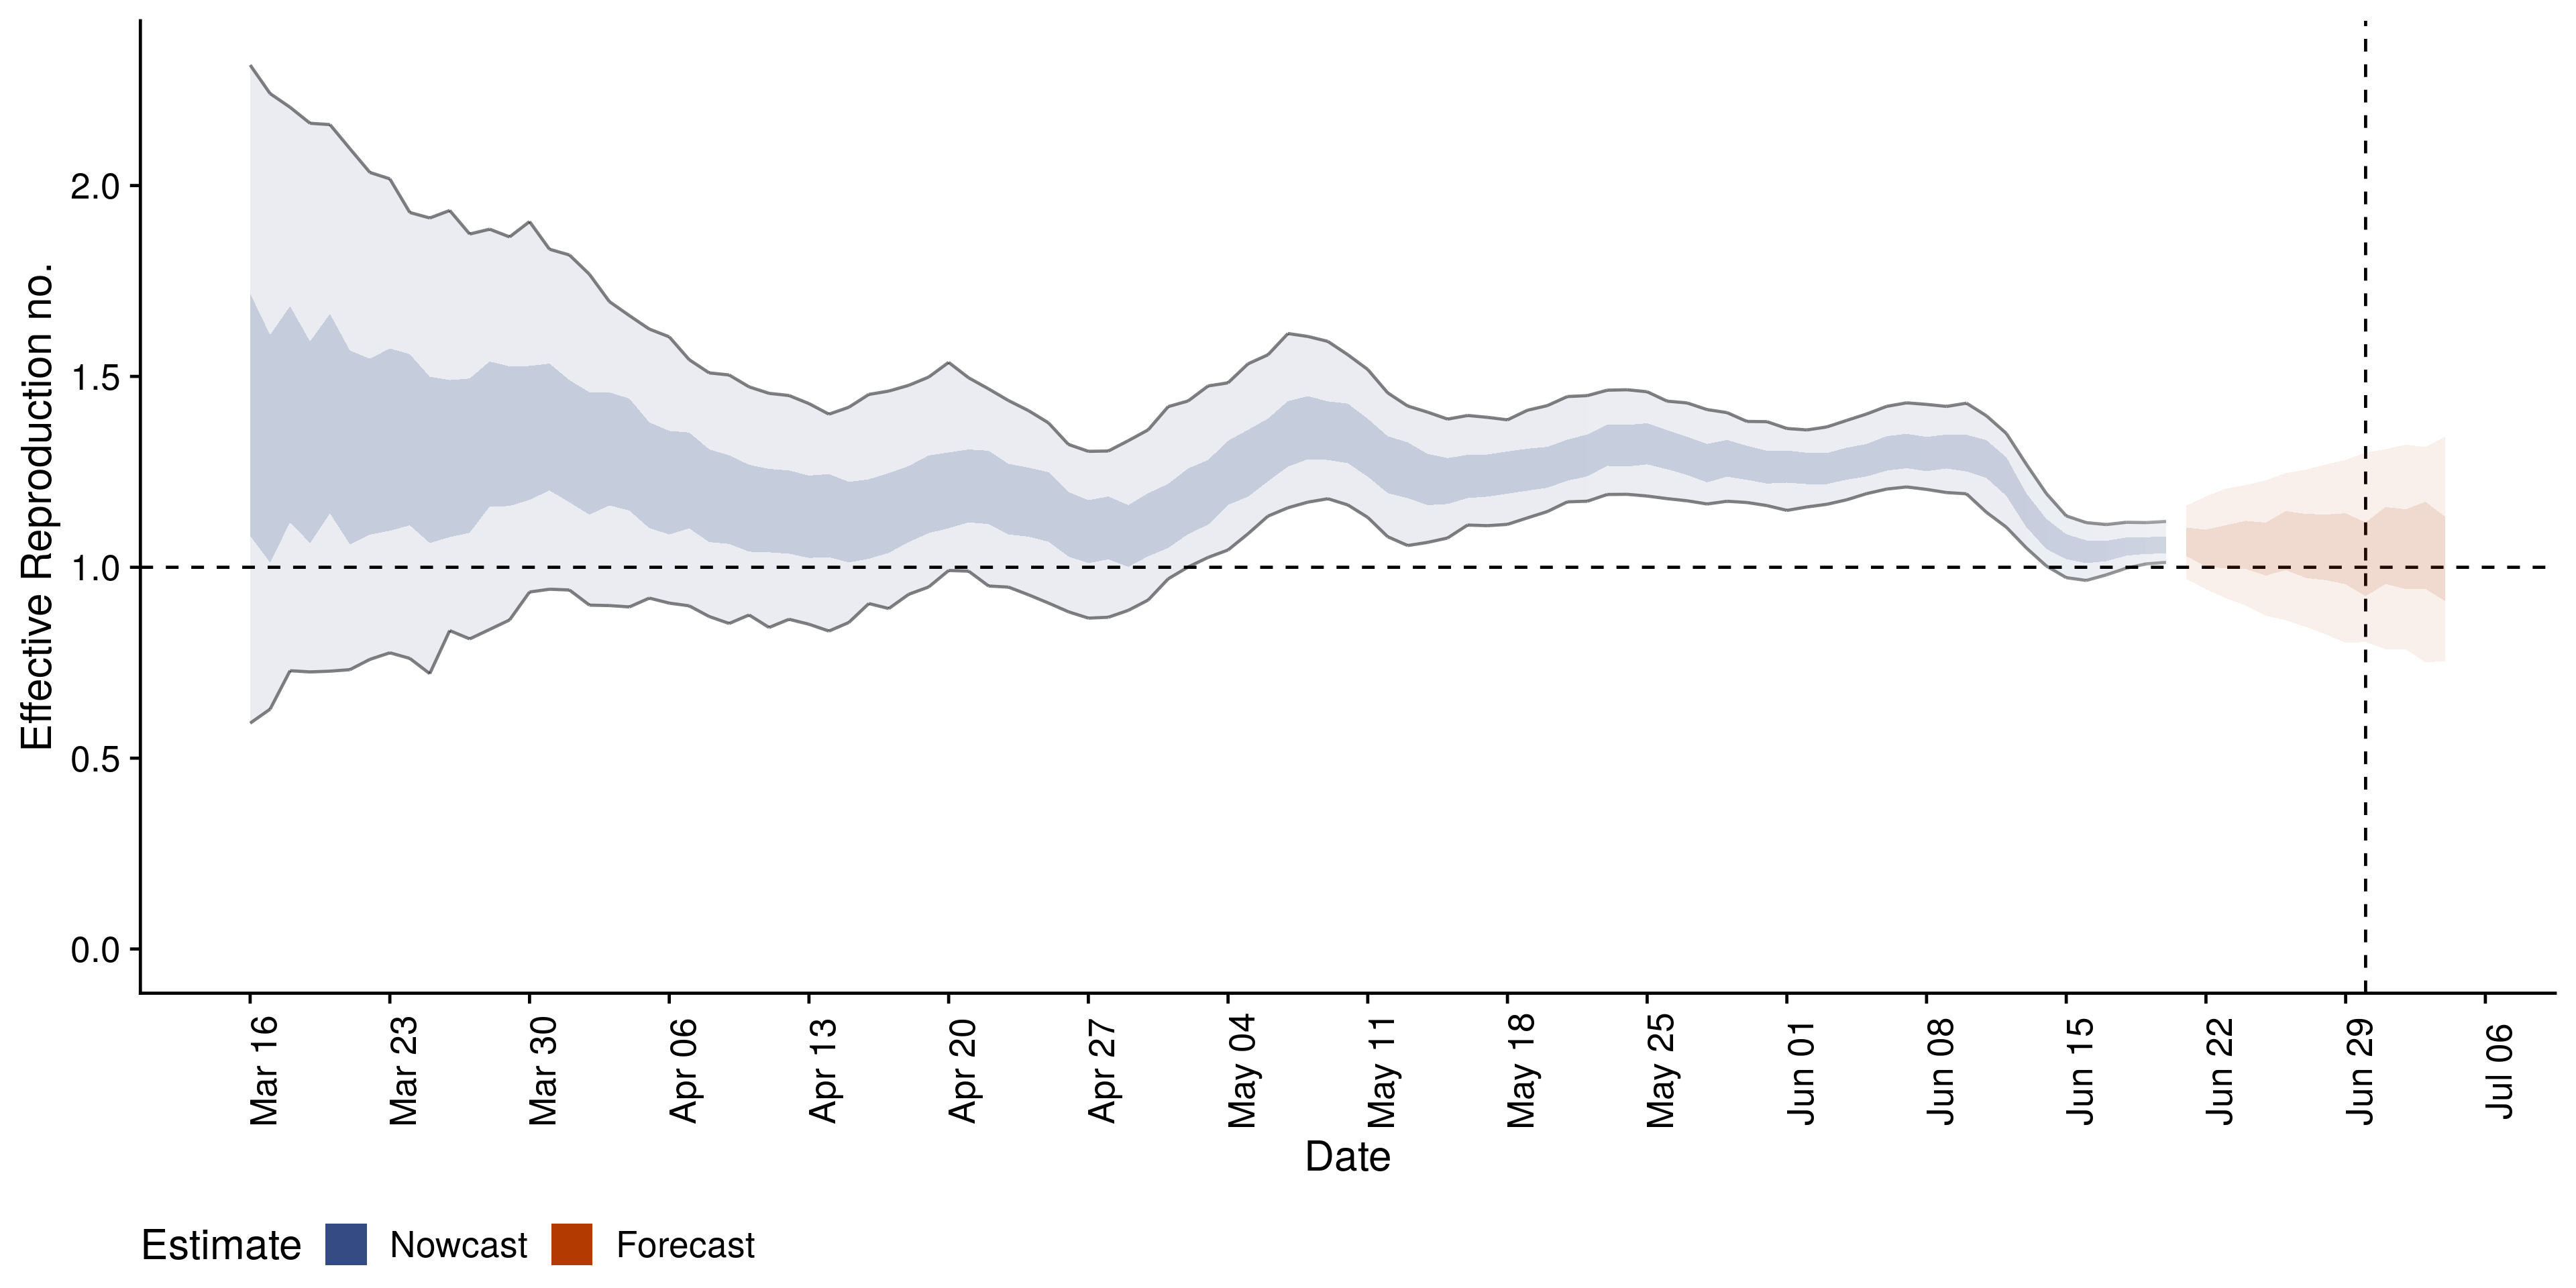 Effective Reproduction no.
2.0
1.5
1.0
0.5
0.0
Mar 16
Mar 23
Mar 30
Apr 06
Apr 13
Apr 20
Apr 27
May 04
May 11
May 18
May 25
Jun 01
Jun 08
Jun 15
Jun 22
Jun 29
Jul 06
Date
Estimate Nowcast Forecast